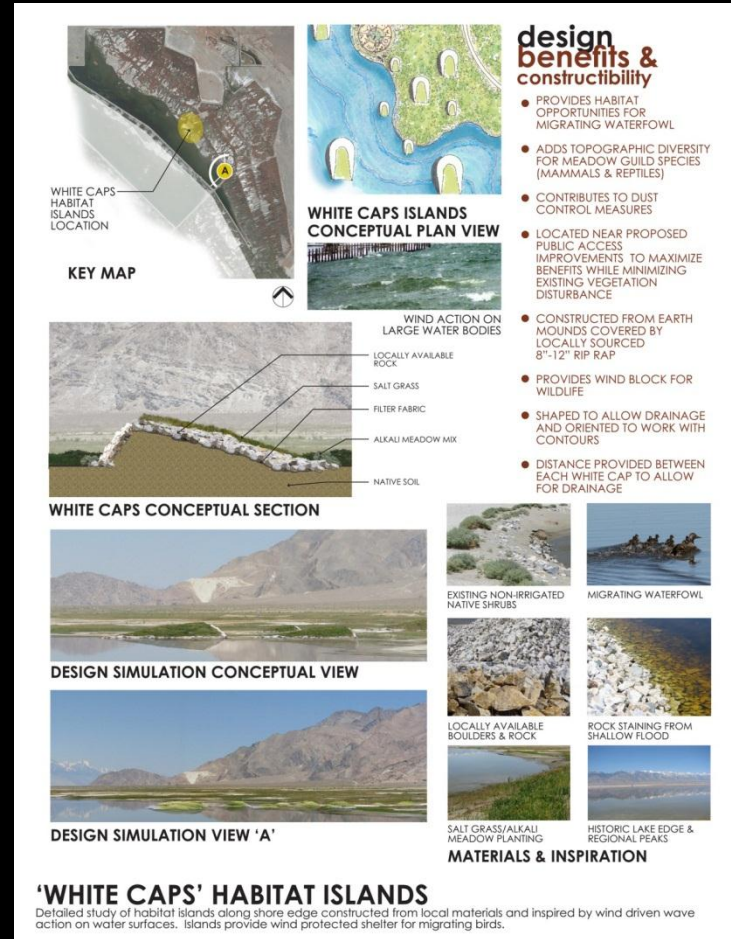 WHITE CAPS
HABITAT
ISLANDS
LOCATION
A
KEY MAP
WHITE CAPS ISLANDS
CONCEPTUAL PLAN VIEW
WIND ACTION ON
LARGE WATER BODIES
LOCALLY AVAILABLE
ROCK
SALT GRASS
FILTER FABRIC
ALKALI MEADOW MIX
NATIVE SOIL
WHITE CAPS CONCEPTUAL SECTION
DESIGN SIMULATION CONCEPTUAL VIEW
DESIGN SIMULATION VIEW 'A'
design
benefits &
constructibility
● PROVIDES HABITAT
OPPORTUNITIES FOR
MIGRATING WATERFOWL
● ADDS TOPOGRAPHIC DIVERSITY
FOR MEADOW GUILD SPECIES
(MAMMALS & REPTILES)
● CONTRIBUTES TO DUST
CONTROL MEASURES
● LOCATED NEAR PROPOSED
PUBLIC ACCESS
IMPROVEMENTS TO MAXIMIZE
BENEFITS WHILE MINIMIZING
EXISTING VEGETATION
DISTURBANCE
● CONSTRUCTED FROM EARTH
MOUNDS COVERED BY
LOCALLY SOURCED
8"-12" RIP RAP
● PROVIDES WIND BLOCK FOR
WILDLIFE
● SHAPED TO ALLOW DRAINAGE
AND ORIENTED TO WORK WITH
CONTOURS
● DISTANCE PROVIDED BETWEEN
EACH WHITE CAP TO ALLOW
FOR DRAINAGE
EXISTING NON-IRRIGATED
NATIVE SHRUBS
MIGRATING WATERFOWL
LOCALLY AVAILABLE
BOULDERS & ROCK
ROCK STAINING FROM
SHALLOW FLOOD
SALT GRASS/ALKALI
MEADOW PLANTING
HISTORIC LAKE EDGE &
REGIONAL PEAKS
MATERIALS & INSPIRATION
'WHITE CAPS' HABITAT ISLANDS
Detailed study of habitat islands along shore edge constructed from local materials and inspired by wind driven wave
action on water surfaces. Islands provide wind protected shelter for migrating birds.